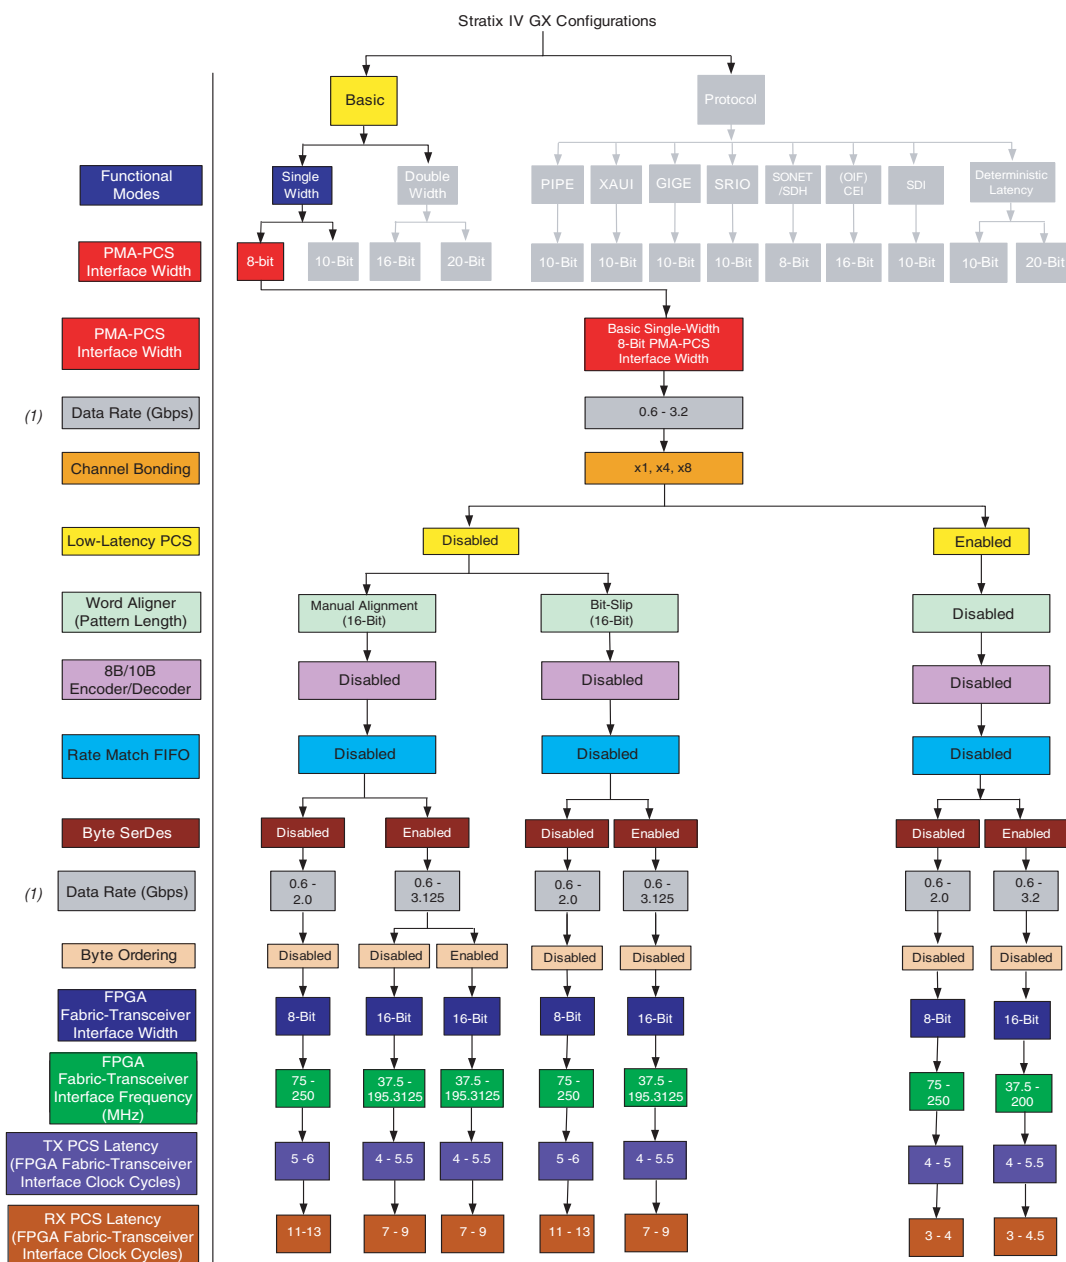 Stratix IV GX Configurations
Basic
Protocol
Functional
Modes
Single
Width
Double
Width
PIPE
XAUI
GIGE
SRIO
SONET
/SDH
(OIF)
CEI
SDI
Deterministic
Latency
PMA-PCS
Interface Width
8-bit
10-Bit
16-Bit
20-Bit
10-Bit
10-Bit
10-Bit
10-Bit
8-Bit
16-Bit
10-Bit
10-Bit
20-Bit
PMA-PCS
Interface Width
Basic Single-Width
8-Bit PMA-PCS
Interface Width
(1)
Data Rate (Gbps)
0.6 - 3.2
Channel Bonding
x1, x4, x8
Low-Latency PCS
Disabled
Enabled
Word Aligner
(Pattern Length)
Manual Alignment
(16-Bit)
Bit-Slip
(16-Bit)
Disabled
8B/10B
Encoder/Decoder
Disabled
Disabled
Disabled
Rate Match FIFO
Disabled
Disabled
Disabled
Byte SerDes
Disabled
Enabled
Disabled
Enabled
Disabled
Enabled
(1)
Data Rate (Gbps)
0.6 -
2.0
0.6 -
3.125
0.6 -
2.0
0.6 -
3.125
0.6 -
2.0
0.6 -
3.2
Byte Ordering
Disabled
Disabled
Enabled
Disabled
Disabled
Disabled
Disabled
FPGA
Fabric-Transceiver
Interface Width
8-Bit
16-Bit
16-Bit
8-Bit
16-Bit
8-Bit
16-Bit
FPGA
Fabric-Transceiver
Interface Frequency
(MHz)
75 -
250
37.5 -
195.3125
37.5 -
195.3125
75 -
250
37.5 -
195.3125
75 -
250
37.5 -
200
TX PCS Latency
(FPGA Fabric-Transceiver
Interface Clock Cycles)
5 -6
4 - 5.5
4 - 5.5
5 -6
4 - 5.5
4 - 5
4 - 5.5
RX PCS Latency
(FPGA Fabric-Transceiver
Interface Clock Cycles)
11-13
7 - 9
7 - 9
11 - 13
7 - 9
3 - 4
3 - 4.5